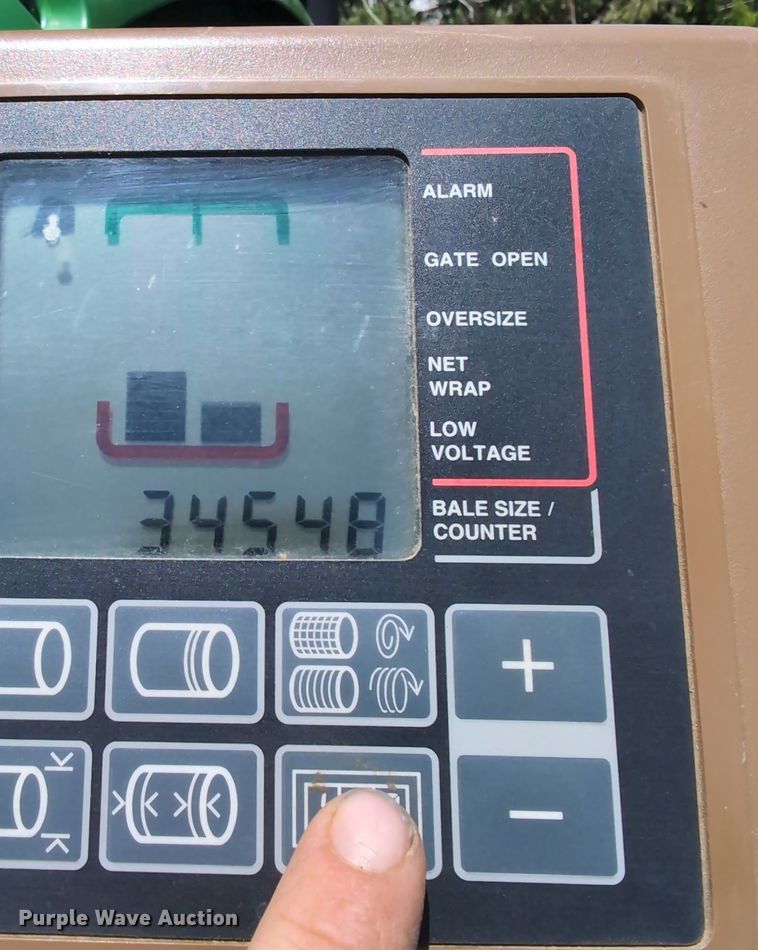 ALARM
GATE OPEN
OVERSIZE
NET
WRAP
LOW
VOLTAGE
34548
BALE SIZE /
COUNTER
+
−
Purple Wave Auction